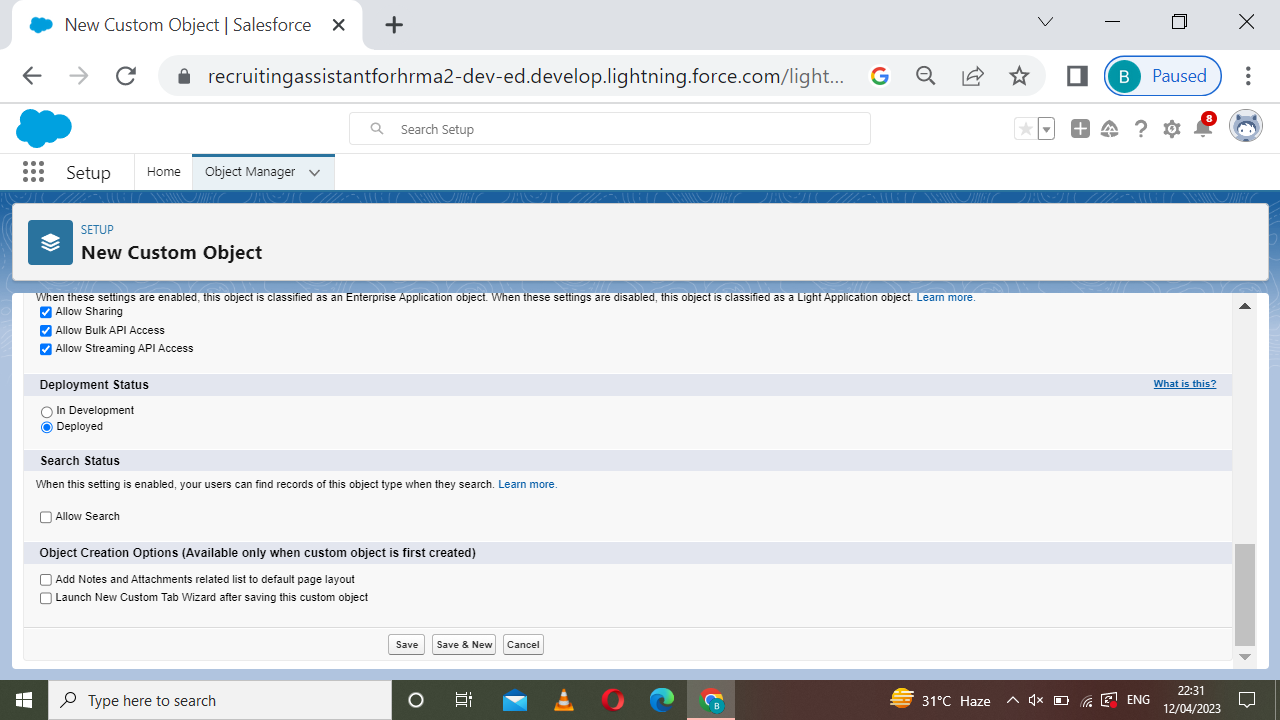 New Custom Object | Salesforce
recruitingassistantforhrma2-dev-ed.develop.lightning.force.com/light...
B
Paused
Search Setup
8
Setup
Home
Object Manager
SETUP
New Custom Object
When these settings are enabled, this object is classified as an Enterprise Application object. When these settings are disabled, this object is classified as a Light Application object. Learn more.
Allow Sharing
Allow Bulk API Access
Allow Streaming API Access
Deployment Status
What is this?
In Development
Deployed
Search Status
When this setting is enabled, your users can find records of this object type when they search. Learn more.
Allow Search
Object Creation Options (Available only when custom object is first created)
Add Notes and Attachments related list to default page layout
Launch New Custom Tab Wizard after saving this custom object
Save
Save & New
Cancel
Type here to search
B
31°C Haze
ENG
22:31
12/04/2023